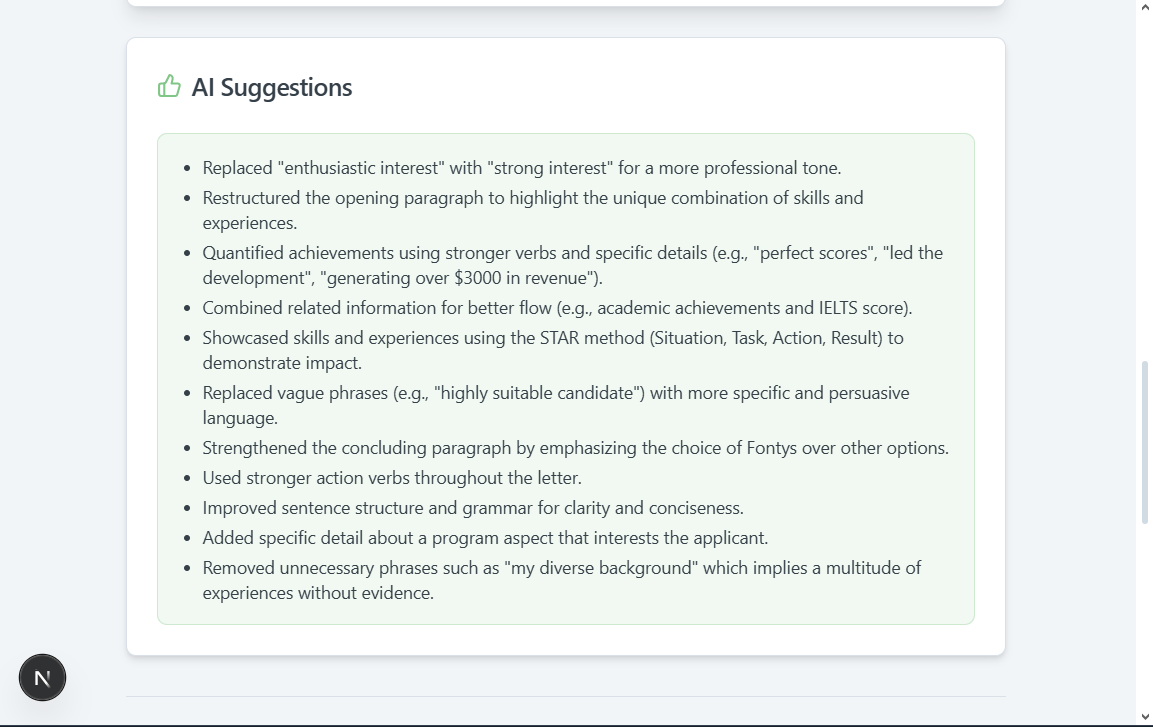 AI Suggestions
• Replaced "enthusiastic interest" with "strong interest" for a more professional tone.
• Restructured the opening paragraph to highlight the unique combination of skills and
experiences.
• Quantified achievements using stronger verbs and specific details (e.g., "perfect scores", "led the
development", "generating over $3000 in revenue").
• Combined related information for better flow (e.g., academic achievements and IELTS score).
• Showcased skills and experiences using the STAR method (Situation, Task, Action, Result) to
demonstrate impact.
• Replaced vague phrases (e.g., "highly suitable candidate") with more specific and persuasive
language.
• Strengthened the concluding paragraph by emphasizing the choice of Fontys over other options.
• Used stronger action verbs throughout the letter.
• Improved sentence structure and grammar for clarity and conciseness.
• Added specific detail about a program aspect that interests the applicant.
• Removed unnecessary phrases such as "my diverse background" which implies a multitude of
experiences without evidence.
N